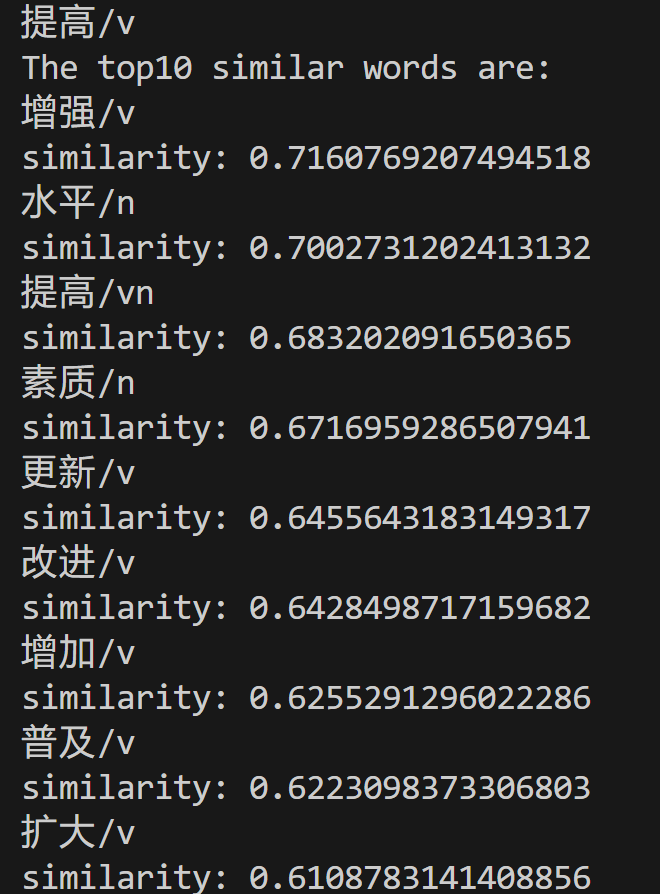 提高/v
The top10 similar words are:
增强/v
similarity: 0.7160769207494518
水平/n
similarity: 0.7002731202413132
提高/vn
similarity: 0.683202091650365
素质/n
similarity: 0.6716959286507941
更新/v
similarity: 0.6455643183149317
改进/v
similarity: 0.6428498717159682
增加/v
similarity: 0.6255291296022286
普及/v
similarity: 0.6223098373306803
扩大/v
similarity: 0.6108783141408856